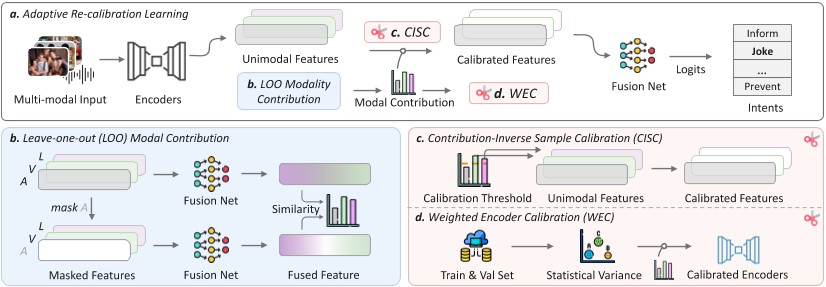 a. Adaptive Re-calibration Learning
Multi-modal Input
Encoders
Unimodal Features
b. LOO Modality
Contribution
c. CISC
Modal Contribution
d. WEC
Calibrated Features
Fusion Net
Logits
Inform
Joke
...
Prevent
Intents
b. Leave-one-out (LOO) Modal Contribution
L
V
A
mask A
L
V
A
Masked Features
Fusion Net
Fusion Net
Similarity
Fused Feature
c. Contribution-Inverse Sample Calibration (CISC)
Calibration Threshold
Unimodal Features
Calibrated Features
d. Weighted Encoder Calibration (WEC)
Train & Val Set
Statistical Variance
Calibrated Encoders